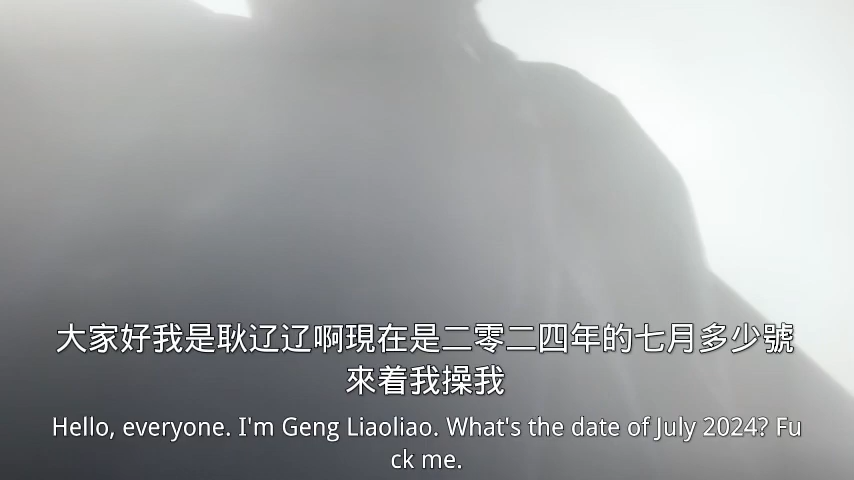 大家好我是耿辽辽啊現在是二零二四年的七月多少號
來着我操我
Hello, everyone. I'm Geng Liaoliao. What's the date of July 2024? Fu
ck me.